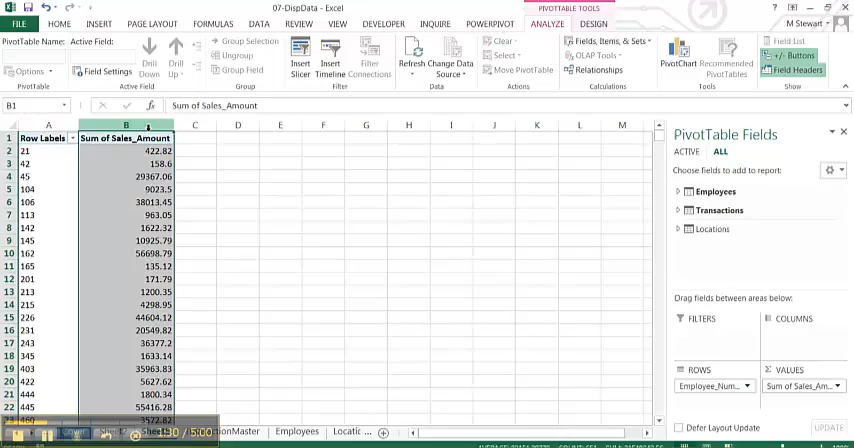 07-DispData - Excel
PIVOTTABLE TOOLS
FILE HOME INSERT PAGE LAYOUT FORMULAS DATA REVIEW VIEW DEVELOPER INQUIRE POWERPIVOT ANALYZE DESIGN M Stewart
PivotTable Name: Active Field:
Options Field Settings
Drill Down Drill Up
Group Selection
Ungroup
Group Field
Insert Slicer Insert Timeline Filter Connections
Refresh Change Data Source
Clear
Select
Move PivotTable
Fields, Items, & Sets
OLAP Tools
Relationships
PivotChart Recommended PivotTables
Field List
+/- Buttons
Field Headers
PivotTable Active Field Group Filter Data Actions Calculations Tools Show
B1 fx Sum of Sales_Amount
A B C D E F G H I J K L M
1 Row Labels Sum of Sales_Amount
2 21 422.82
3 42 158.6
4 45 29367.06
5 104 9023.5
6 106 38013.45
7 113 963.05
8 142 1622.32
9 145 10925.79
10 162 56698.79
11 165 135.12
12 201 171.79
13 213 1200.35
14 215 4298.95
15 226 44604.12
16 231 20549.82
17 243 36377.2
18 345 1633.14
19 403 35963.83
20 422 5627.62
21 444 1800.34
22 445 55416.28
23 460 3572.82
PivotTable Fields
ACTIVE ALL
Choose fields to add to report:
Employees
Transactions
Locations
Drag fields between areas below:
FILTERS COLUMNS
ROWS VALUES
Employee_Num... Sum of Sales_Am...
Defer Layout Update UPDATE
Employees Locatic ...
1:30 / 5:00